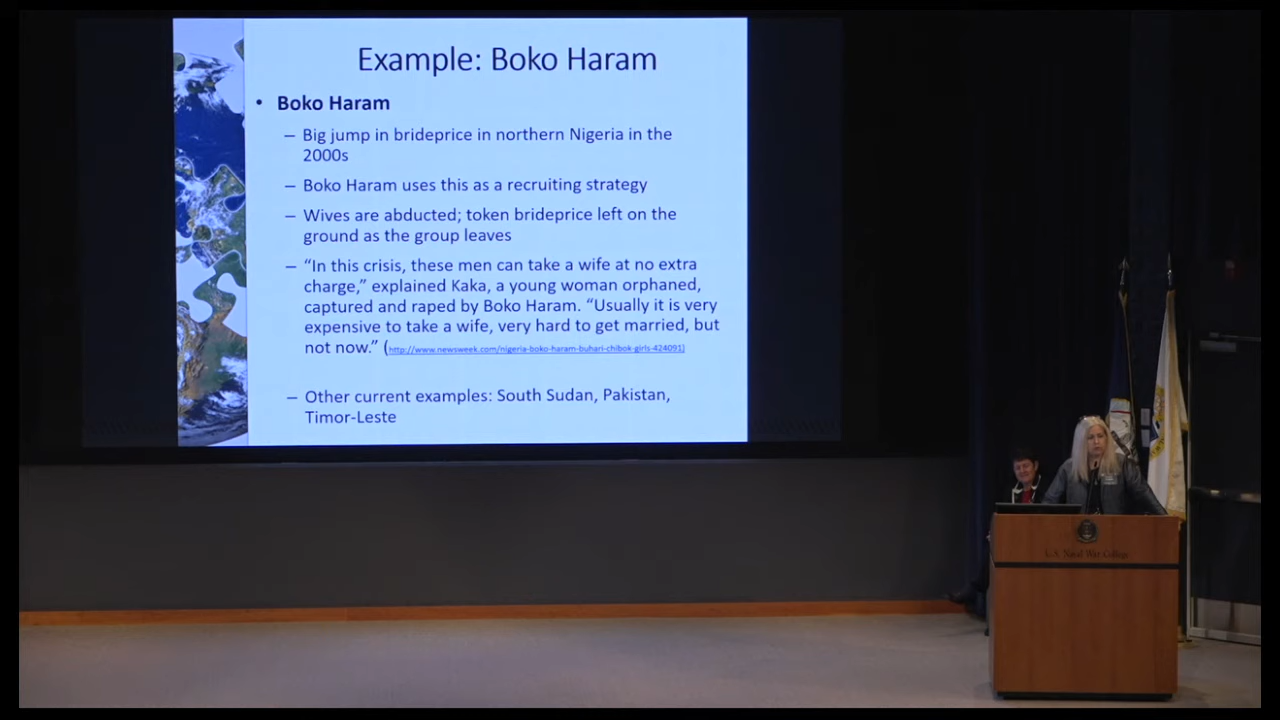 Example: Boko Haram
• Boko Haram
– Big jump in brideprice in northern Nigeria in the
2000s
– Boko Haram uses this as a recruiting strategy
– Wives are abducted; token brideprice left on the
ground as the group leaves
– “In this crisis, these men can take a wife at no extra
charge,” explained Kaka, a young woman orphaned,
captured and raped by Boko Haram. “Usually it is very
expensive to take a wife, very hard to get married, but
not now.” (http://www.newsweek.com/nigeria-boko-haram-buhari-chibok-girls-424091)
– Other current examples: South Sudan, Pakistan,
Timor-Leste
U.S. Naval War College